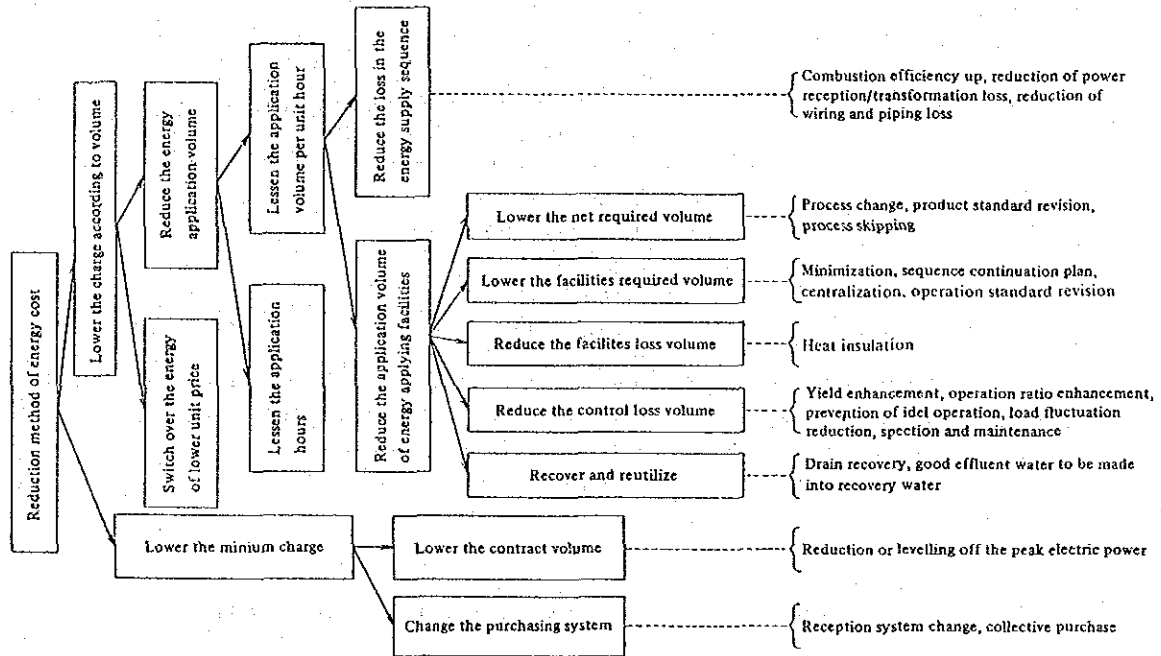 Reduction method of energy cost
Lower the charge according to volume
Reduce the energy
application volume
Switch over the energy
of lower unit price
Lessen the application
volume per unit hour
Lessen the application
hours
Reduce the loss in the
energy supply sequence
Reduce the application volume
of energy applying facilities
Combustion efficiency up, reduction of power
reception/transformation loss, reduction of
wiring and piping loss
Lower the net required volume
Process change, product standard revision,
process skipping
Lower the facilities required volume
Minimization, sequence continuation plan,
centralization, operation standard revision
Reduce the facilites loss volume
Heat insulation
Reduce the control loss volume
Yield enhancement, operation ratio enhancement,
prevention of idel operation, load fluctuation
reduction, spection and maintenance
Recover and reutilize
Drain recovery, good effluent water to be made
into recovery water
Lower the minium charge
Lower the contract volume
Reduction or levelling off the peak electric power
Change the purchasing system
Reception system change, collective purchase